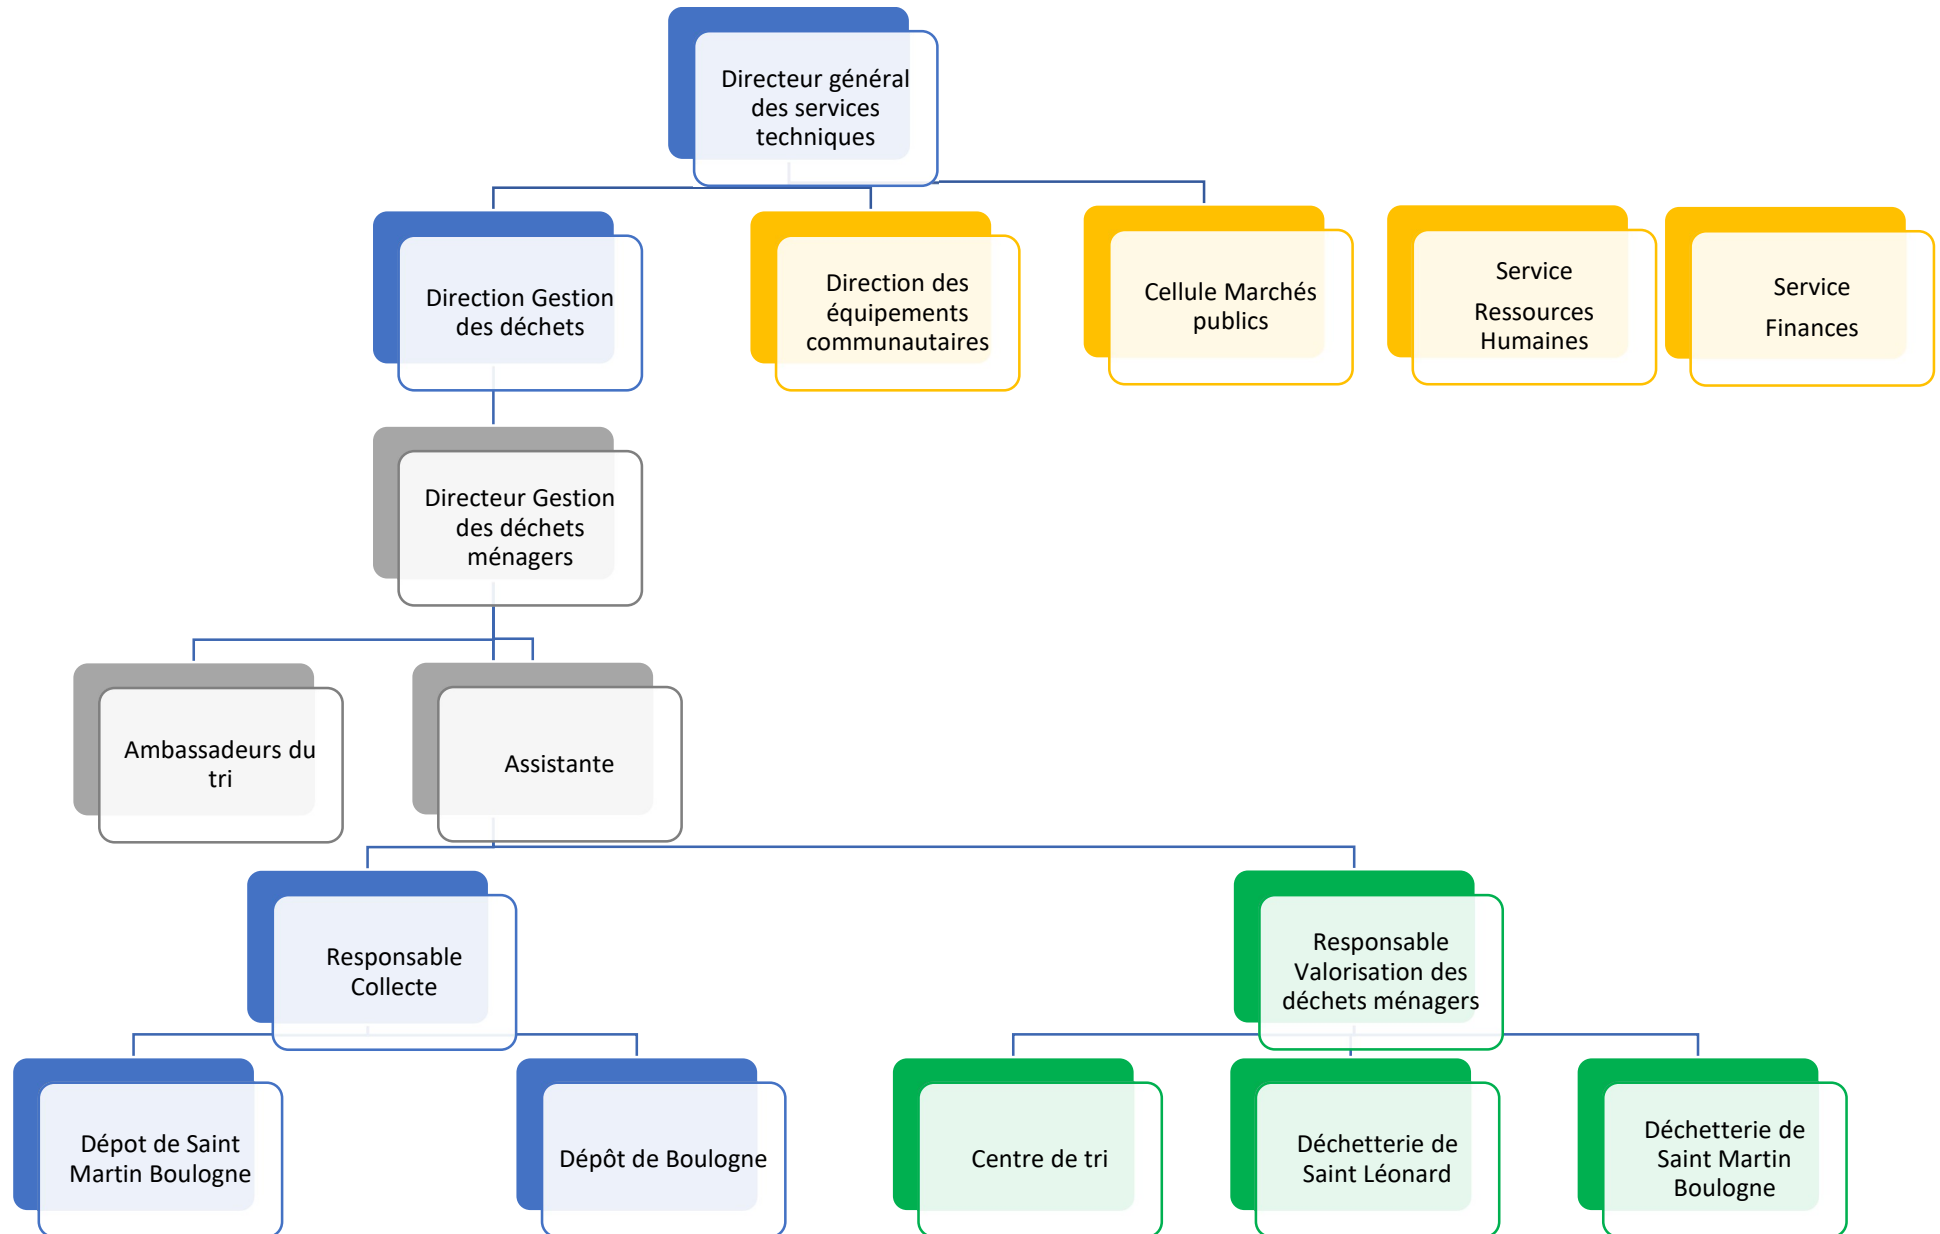 Directeur général
des services
techniques
Direction Gestion
des déchets
Direction des
équipements
communautaires
Cellule Marchés
publics
Service
Ressources
Humaines
Service
Finances
Directeur Gestion
des déchets
ménagers
Ambassadeurs du
tri
Assistante
Responsable
Collecte
Responsable
Valorisation des
déchets ménagers
Dépot de Saint
Martin Boulogne
Dépôt de Boulogne
Centre de tri
Déchetterie de
Saint Léonard
Déchetterie de
Saint Martin
Boulogne